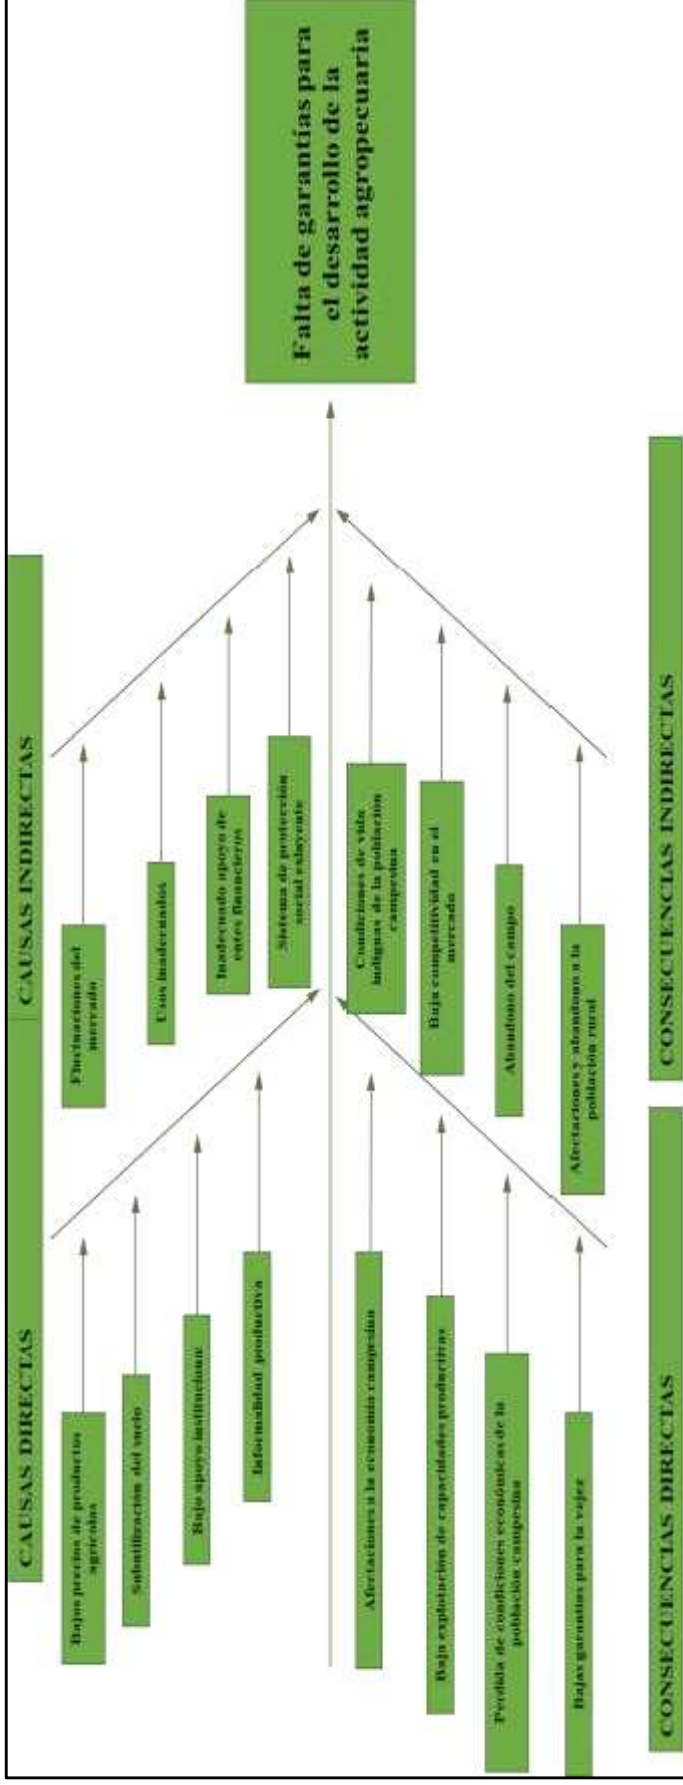 CAUSAS DIRECTAS
CAUSAS INDIRECTAS
Bajos precios de productos
agrícolas
Subutilización del suelo
Bajo apoyo institucional
Informalidad productiva
Fluctuaciones del
mercado
Usos inadecuados
Inadecuado apoyo de
entes financieros
Sistema de protección
social
Falta de garantías para
el desarrollo de la
actividad agropecuaria
Afectaciones a la economía campesina
Baja explotación de capacidades productivas
Perdida de condiciones económicas de la
población campesina
Bajas garantías para la vejez
Condiciones de vida
indignas de la población
campesina
Baja competitividad en el
mercado
Abandono del campo
Afectaciones y abandono a la
población rural
CONSECUENCIAS DIRECTAS
CONSECUENCIAS INDIRECTAS